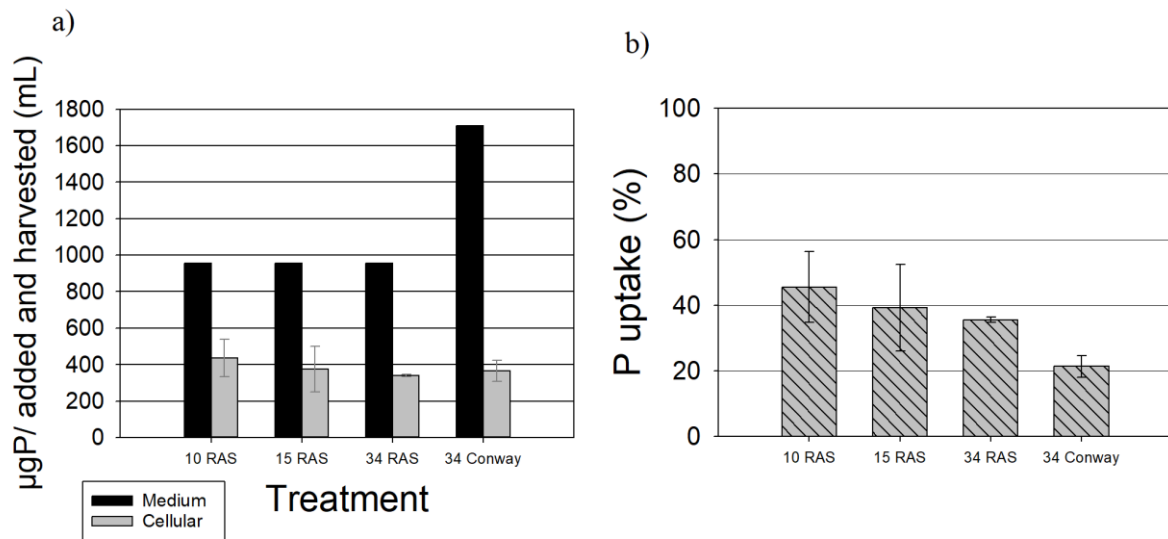 a)
µgP/ added and harvested (mL)
1800
1600
1400
1200
1000
800
600
400
200
0
10 RAS
15 RAS
34 RAS
34 Conway
Treatment
Medium
Cellular
b)
P uptake (%)
100
80
60
40
20
0
10 RAS
15 RAS
34 RAS
34 Conway